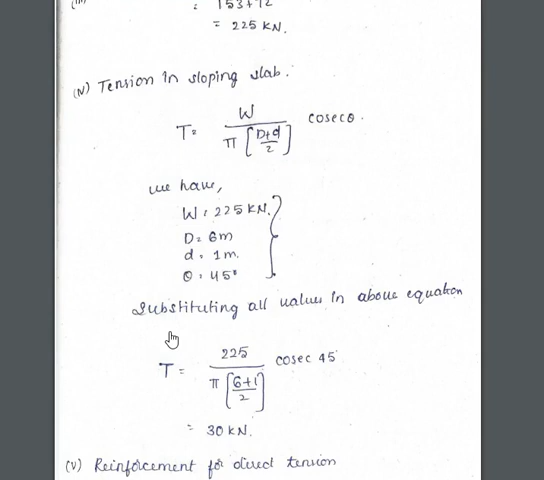 (iii) = 153+72
= 225 KN.
(iv) Tension in sloping slab.
T= W / π [D+d / 2] cosecθ.
we have,
W = 225 KN.
D = 6m
d = 1m.
θ = 45°
Substituting all values in above equation
T = 225 / π [6+1 / 2] cosec 45
= 30 KN.
(V) Reinforcement for direct tension